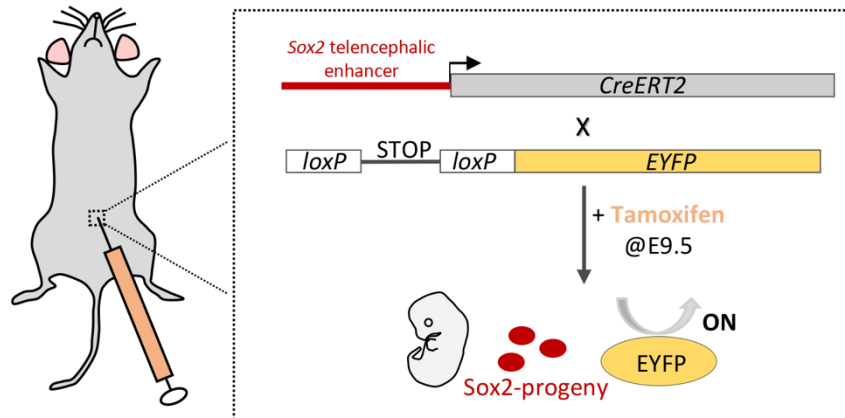 Sox2 telencephalic
enhancer
CreERT2
X
loxP STOP loxP EYFP
+ Tamoxifen
@E9.5
ON
EYFP
Sox2-progeny